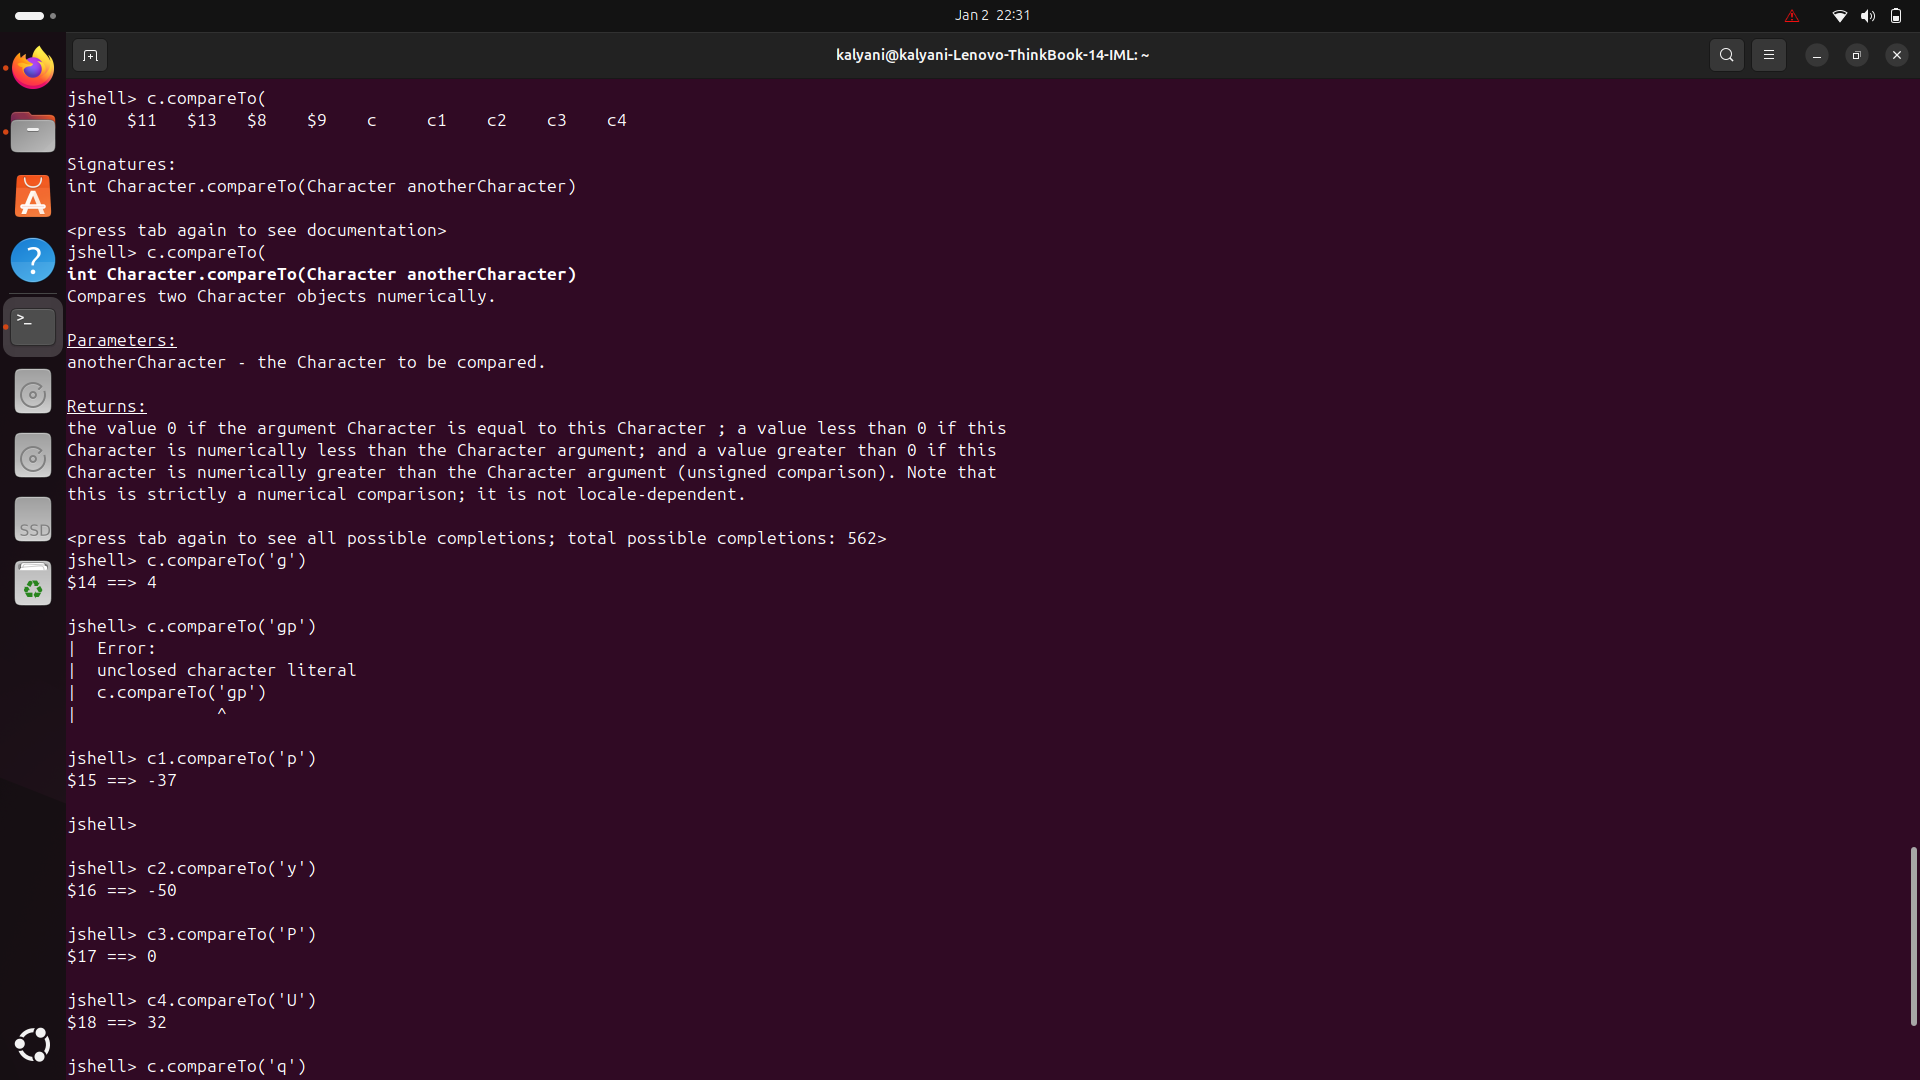 Jan 2 22:31
kalyani@kalyani-Lenovo-ThinkBook-14-IML: ~
jshell> c.compareTo(
$10 $11 $13 $8 $9 c c1 c2 c3 c4
Signatures:
int Character.compareTo(Character anotherCharacter)
<press tab again to see documentation>
jshell> c.compareTo(
int Character.compareTo(Character anotherCharacter)
Compares two Character objects numerically.
Parameters:
anotherCharacter - the Character to be compared.
Returns:
the value 0 if the argument Character is equal to this Character ; a value less than 0 if this
Character is numerically less than the Character argument; and a value greater than 0 if this
Character is numerically greater than the Character argument (unsigned comparison). Note that
this is strictly a numerical comparison; it is not locale-dependent.
<press tab again to see all possible completions; total possible completions: 562>
jshell> c.compareTo('g')
$14 ==> 4
jshell> c.compareTo('gp')
| Error:
| unclosed character literal
| c.compareTo('gp')
| ^
jshell> c1.compareTo('p')
$15 ==> -37
jshell>
jshell> c2.compareTo('y')
$16 ==> -50
jshell> c3.compareTo('P')
$17 ==> 0
jshell> c4.compareTo('U')
$18 ==> 32
jshell> c.compareTo('q')
SSD